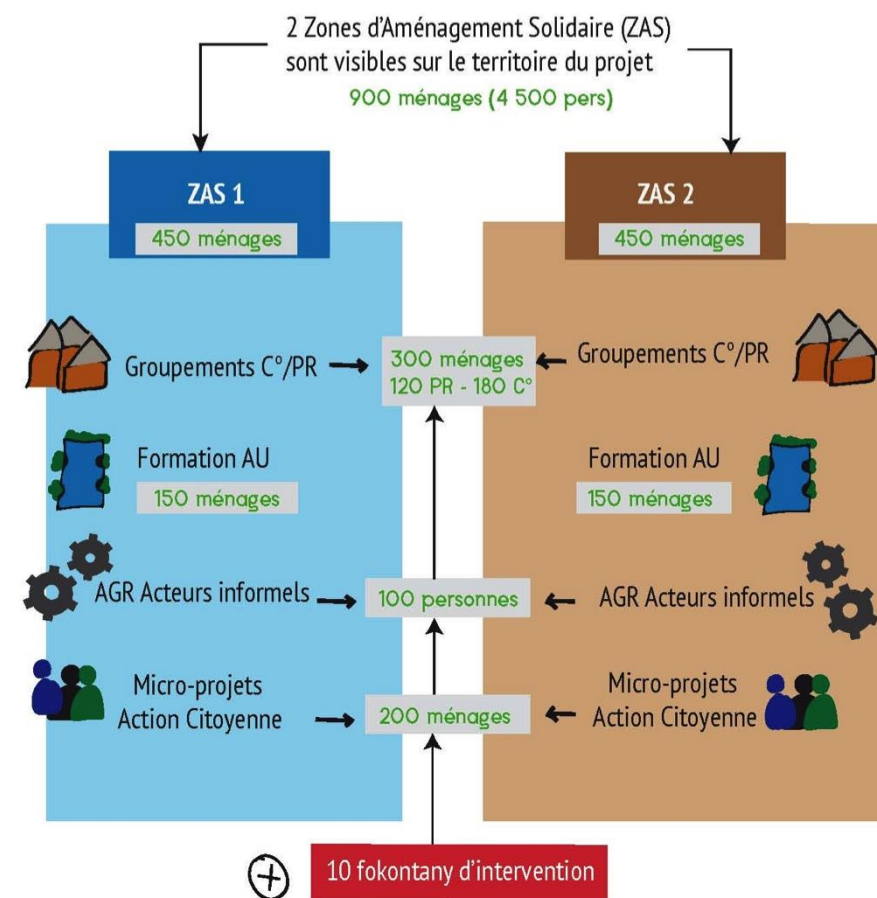 2 Zones d'Aménagement Solidaire (ZAS)
sont visibles sur le territoire du projet
900 ménages (4 500 pers)
ZAS 1
450 ménages
ZAS 2
450 ménages
Groupements C°/PR
300 ménages
120 PR - 180 C°
Groupements C°/PR
Formation AU
150 ménages
Formation AU
150 ménages
AGR Acteurs informels
100 personnes
AGR Acteurs informels
Micro-projets
Action Citoyenne
200 ménages
Micro-projets
Action Citoyenne
+
10 fokontany d'intervention